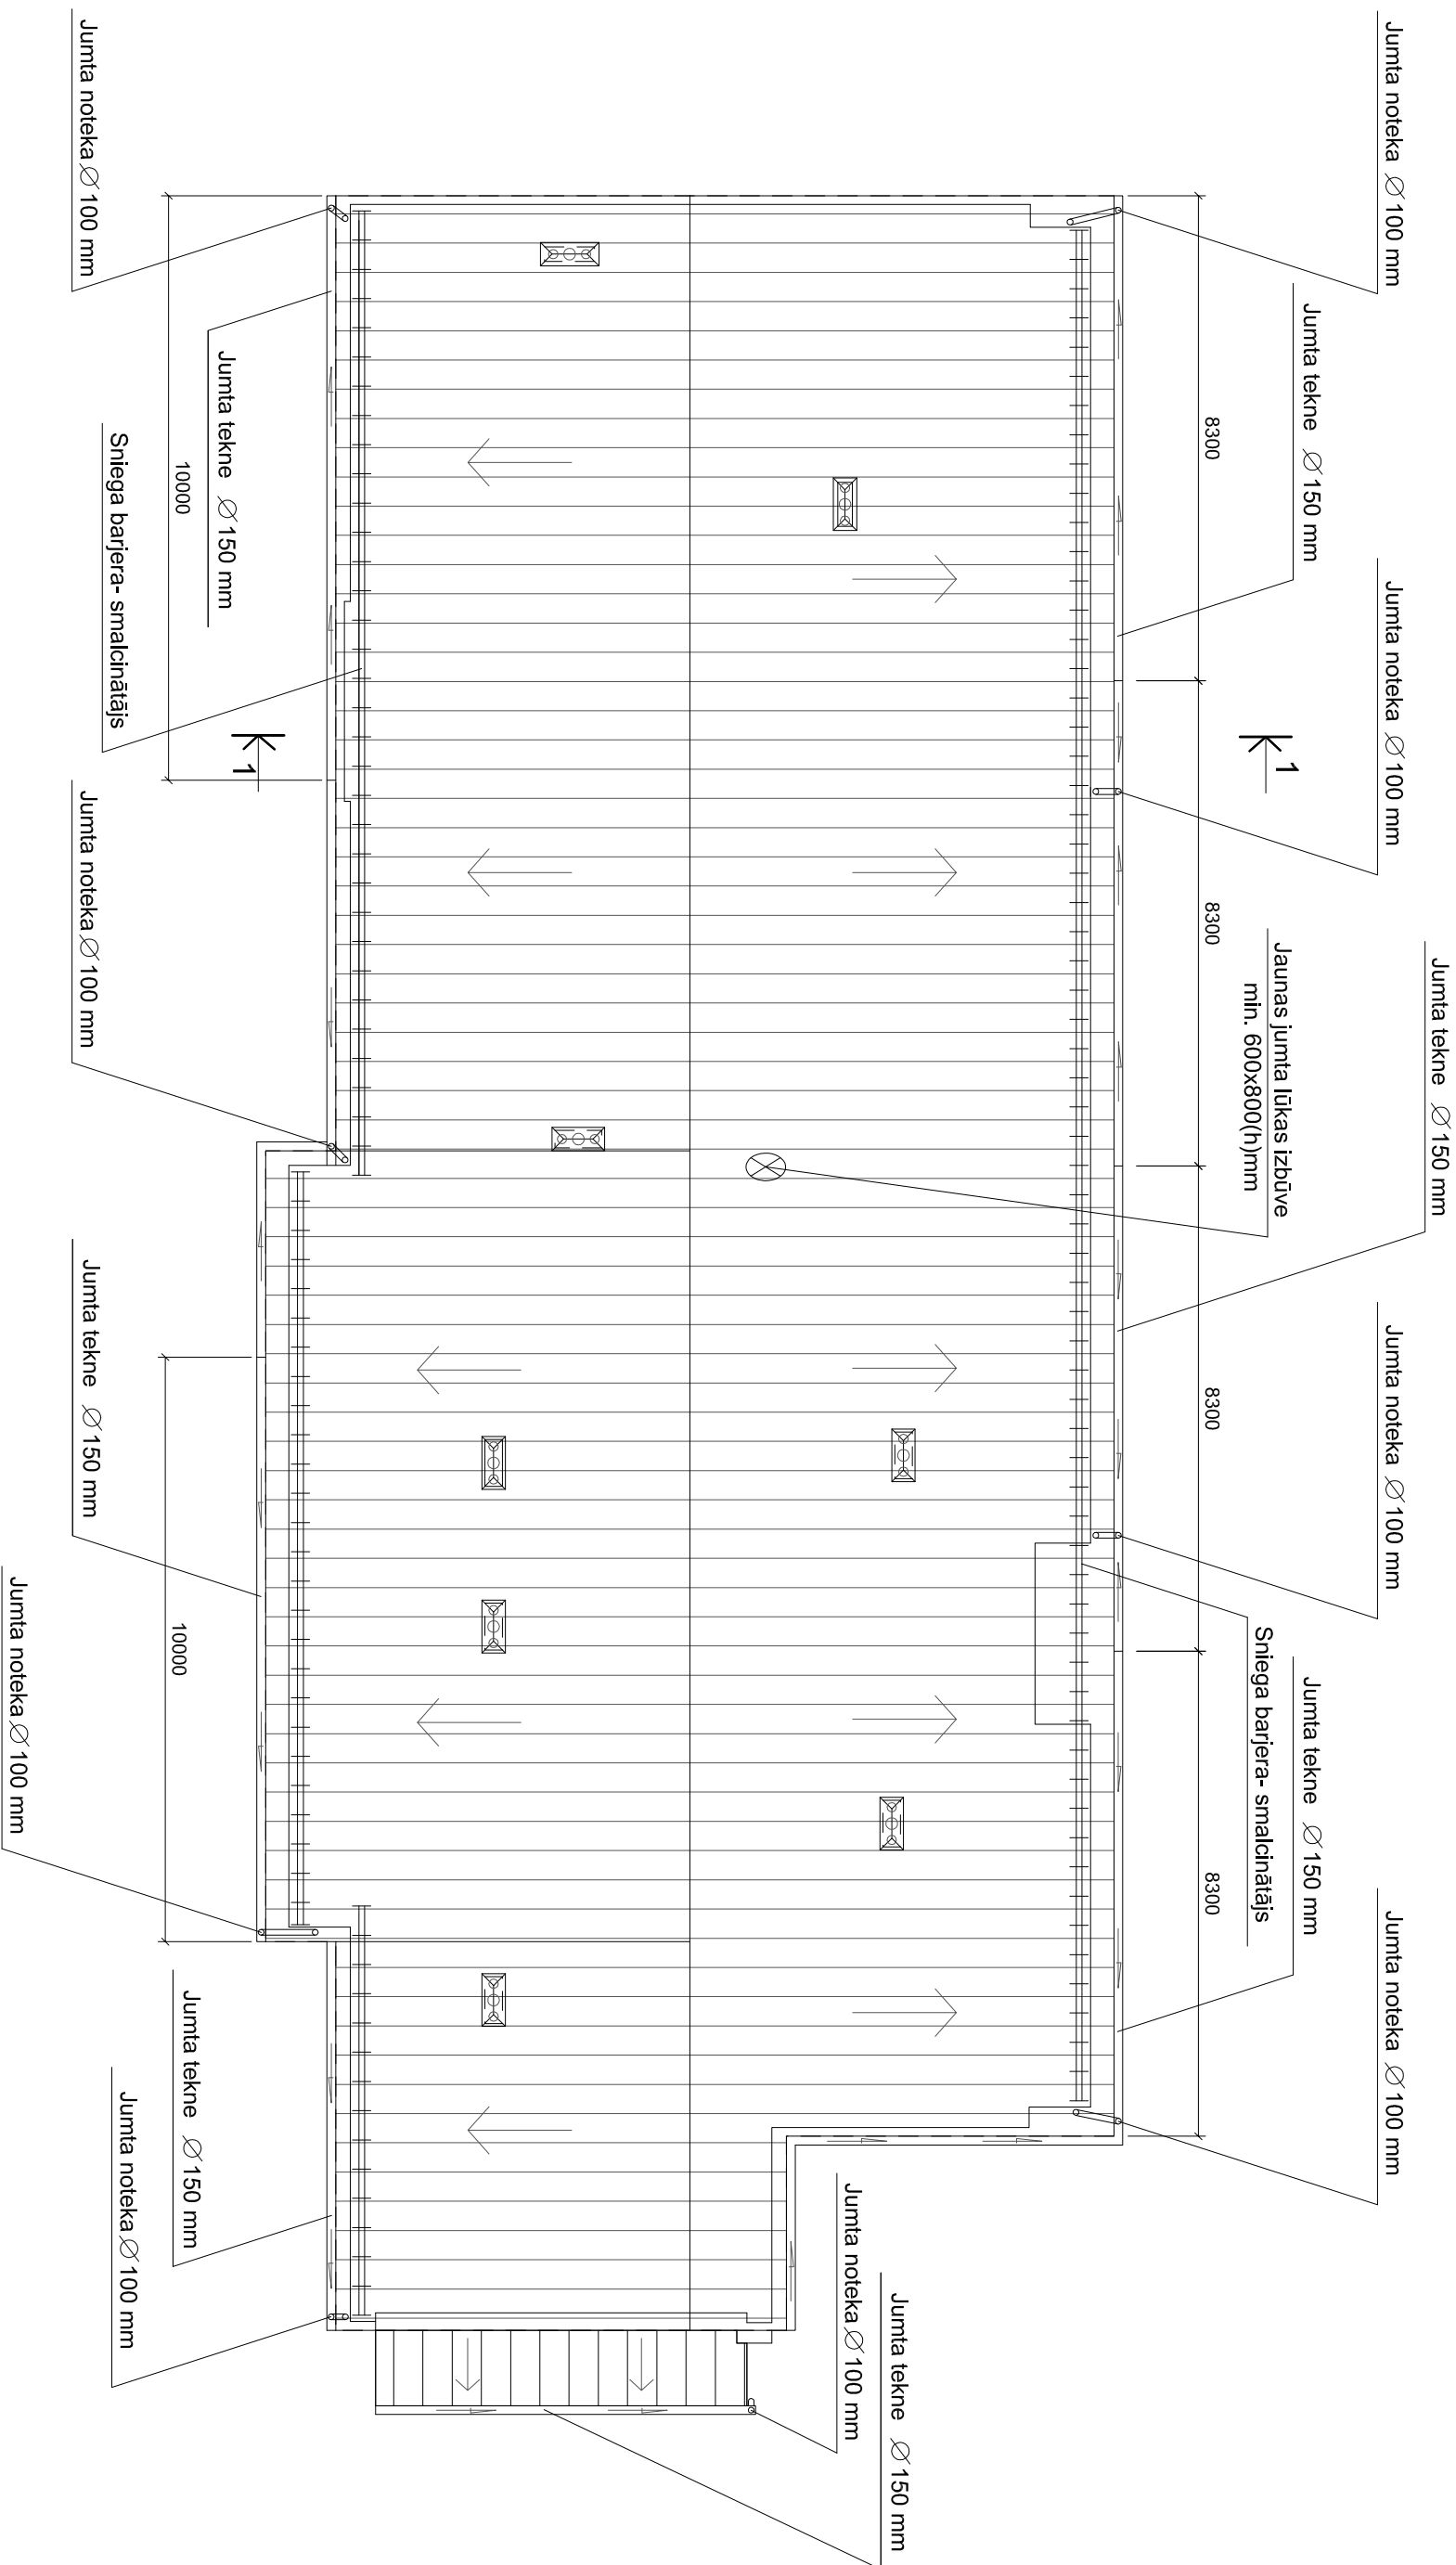 Jumta tekne Ø 150 mm
Jumta noteka Ø 100 mm
Jumta noteka Ø 100 mm
Jumta noteka Ø 100 mm
Jumta noteka Ø 100 mm
Jumta tekne Ø 150 mm
Jumta tekne Ø 150 mm
1
Jaunas jumta lūkas izbūve
min. 600x800(h)mm
Sniega barjera- smalcinātājs
8300
8300
8300
8300
Jumta tekne Ø 150 mm
Jumta noteka Ø 100 mm
1
Jumta tekne Ø 150 mm
Jumta tekne Ø 150 mm
10000
10000
Sniega barjera- smalcinātājs
Jumta noteka Ø 100 mm
Jumta noteka Ø 100 mm
Jumta noteka Ø 100 mm
Jumta tekne Ø 150 mm
Jumta noteka Ø 100 mm